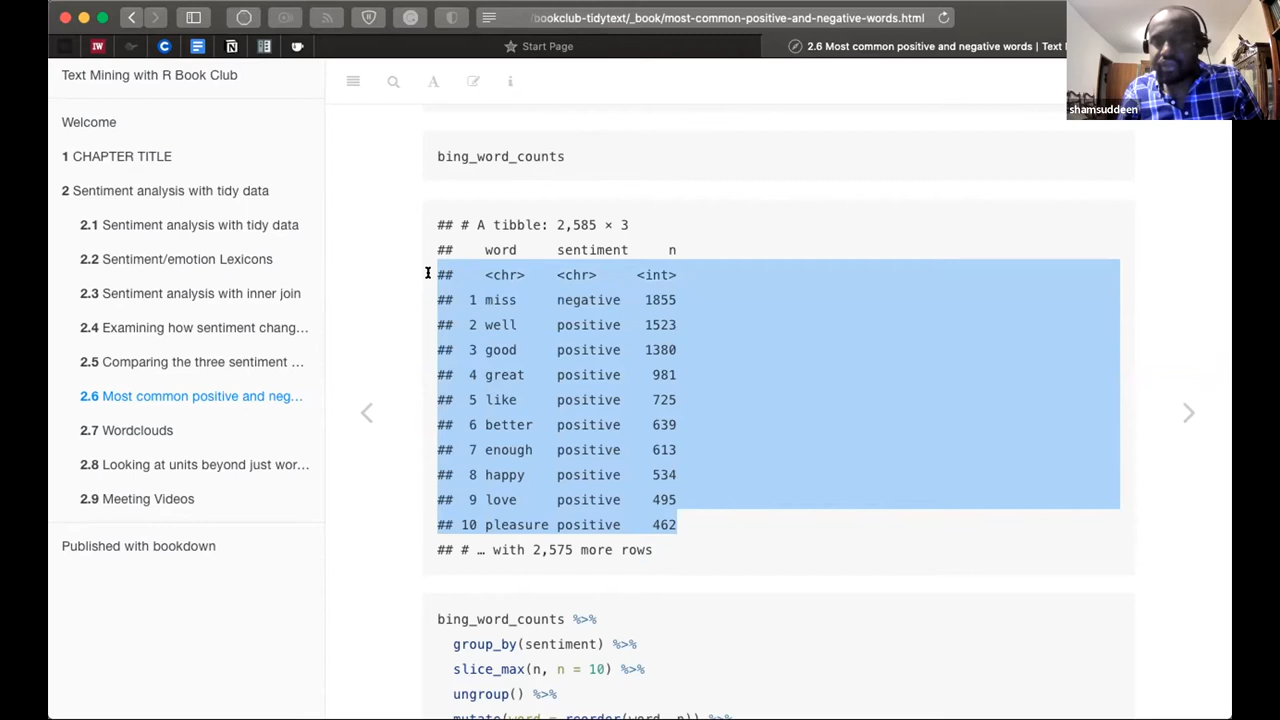 /bookclub-tidytext/_book/most-common-positive-and-negative-words.html
Start Page
2.6 Most common positive and negative words | Text
shamsuddeen
Text Mining with R Book Club
Welcome
1 CHAPTER TITLE
2 Sentiment analysis with tidy data
2.1 Sentiment analysis with tidy data
2.2 Sentiment/emotion Lexicons
2.3 Sentiment analysis with inner join
2.4 Examining how sentiment chang...
2.5 Comparing the three sentiment ...
2.6 Most common positive and neg...
2.7 Wordclouds
2.8 Looking at units beyond just wor...
2.9 Meeting Videos
Published with bookdown
bing_word_counts
## # A tibble: 2,585 × 3
##    word     sentiment     n
##    <chr>    <chr>     <int>
##  1 miss     negative   1855
##  2 well     positive   1523
##  3 good     positive   1380
##  4 great    positive    981
##  5 like     positive    725
##  6 better   positive    639
##  7 enough   positive    613
##  8 happy    positive    534
##  9 love     positive    495
## 10 pleasure positive    462
## # … with 2,575 more rows
bing_word_counts %>%
  group_by(sentiment) %>%
  slice_max(n, n = 10) %>%
  ungroup() %>%
  mutate(word = reorder(word, n)) %>%